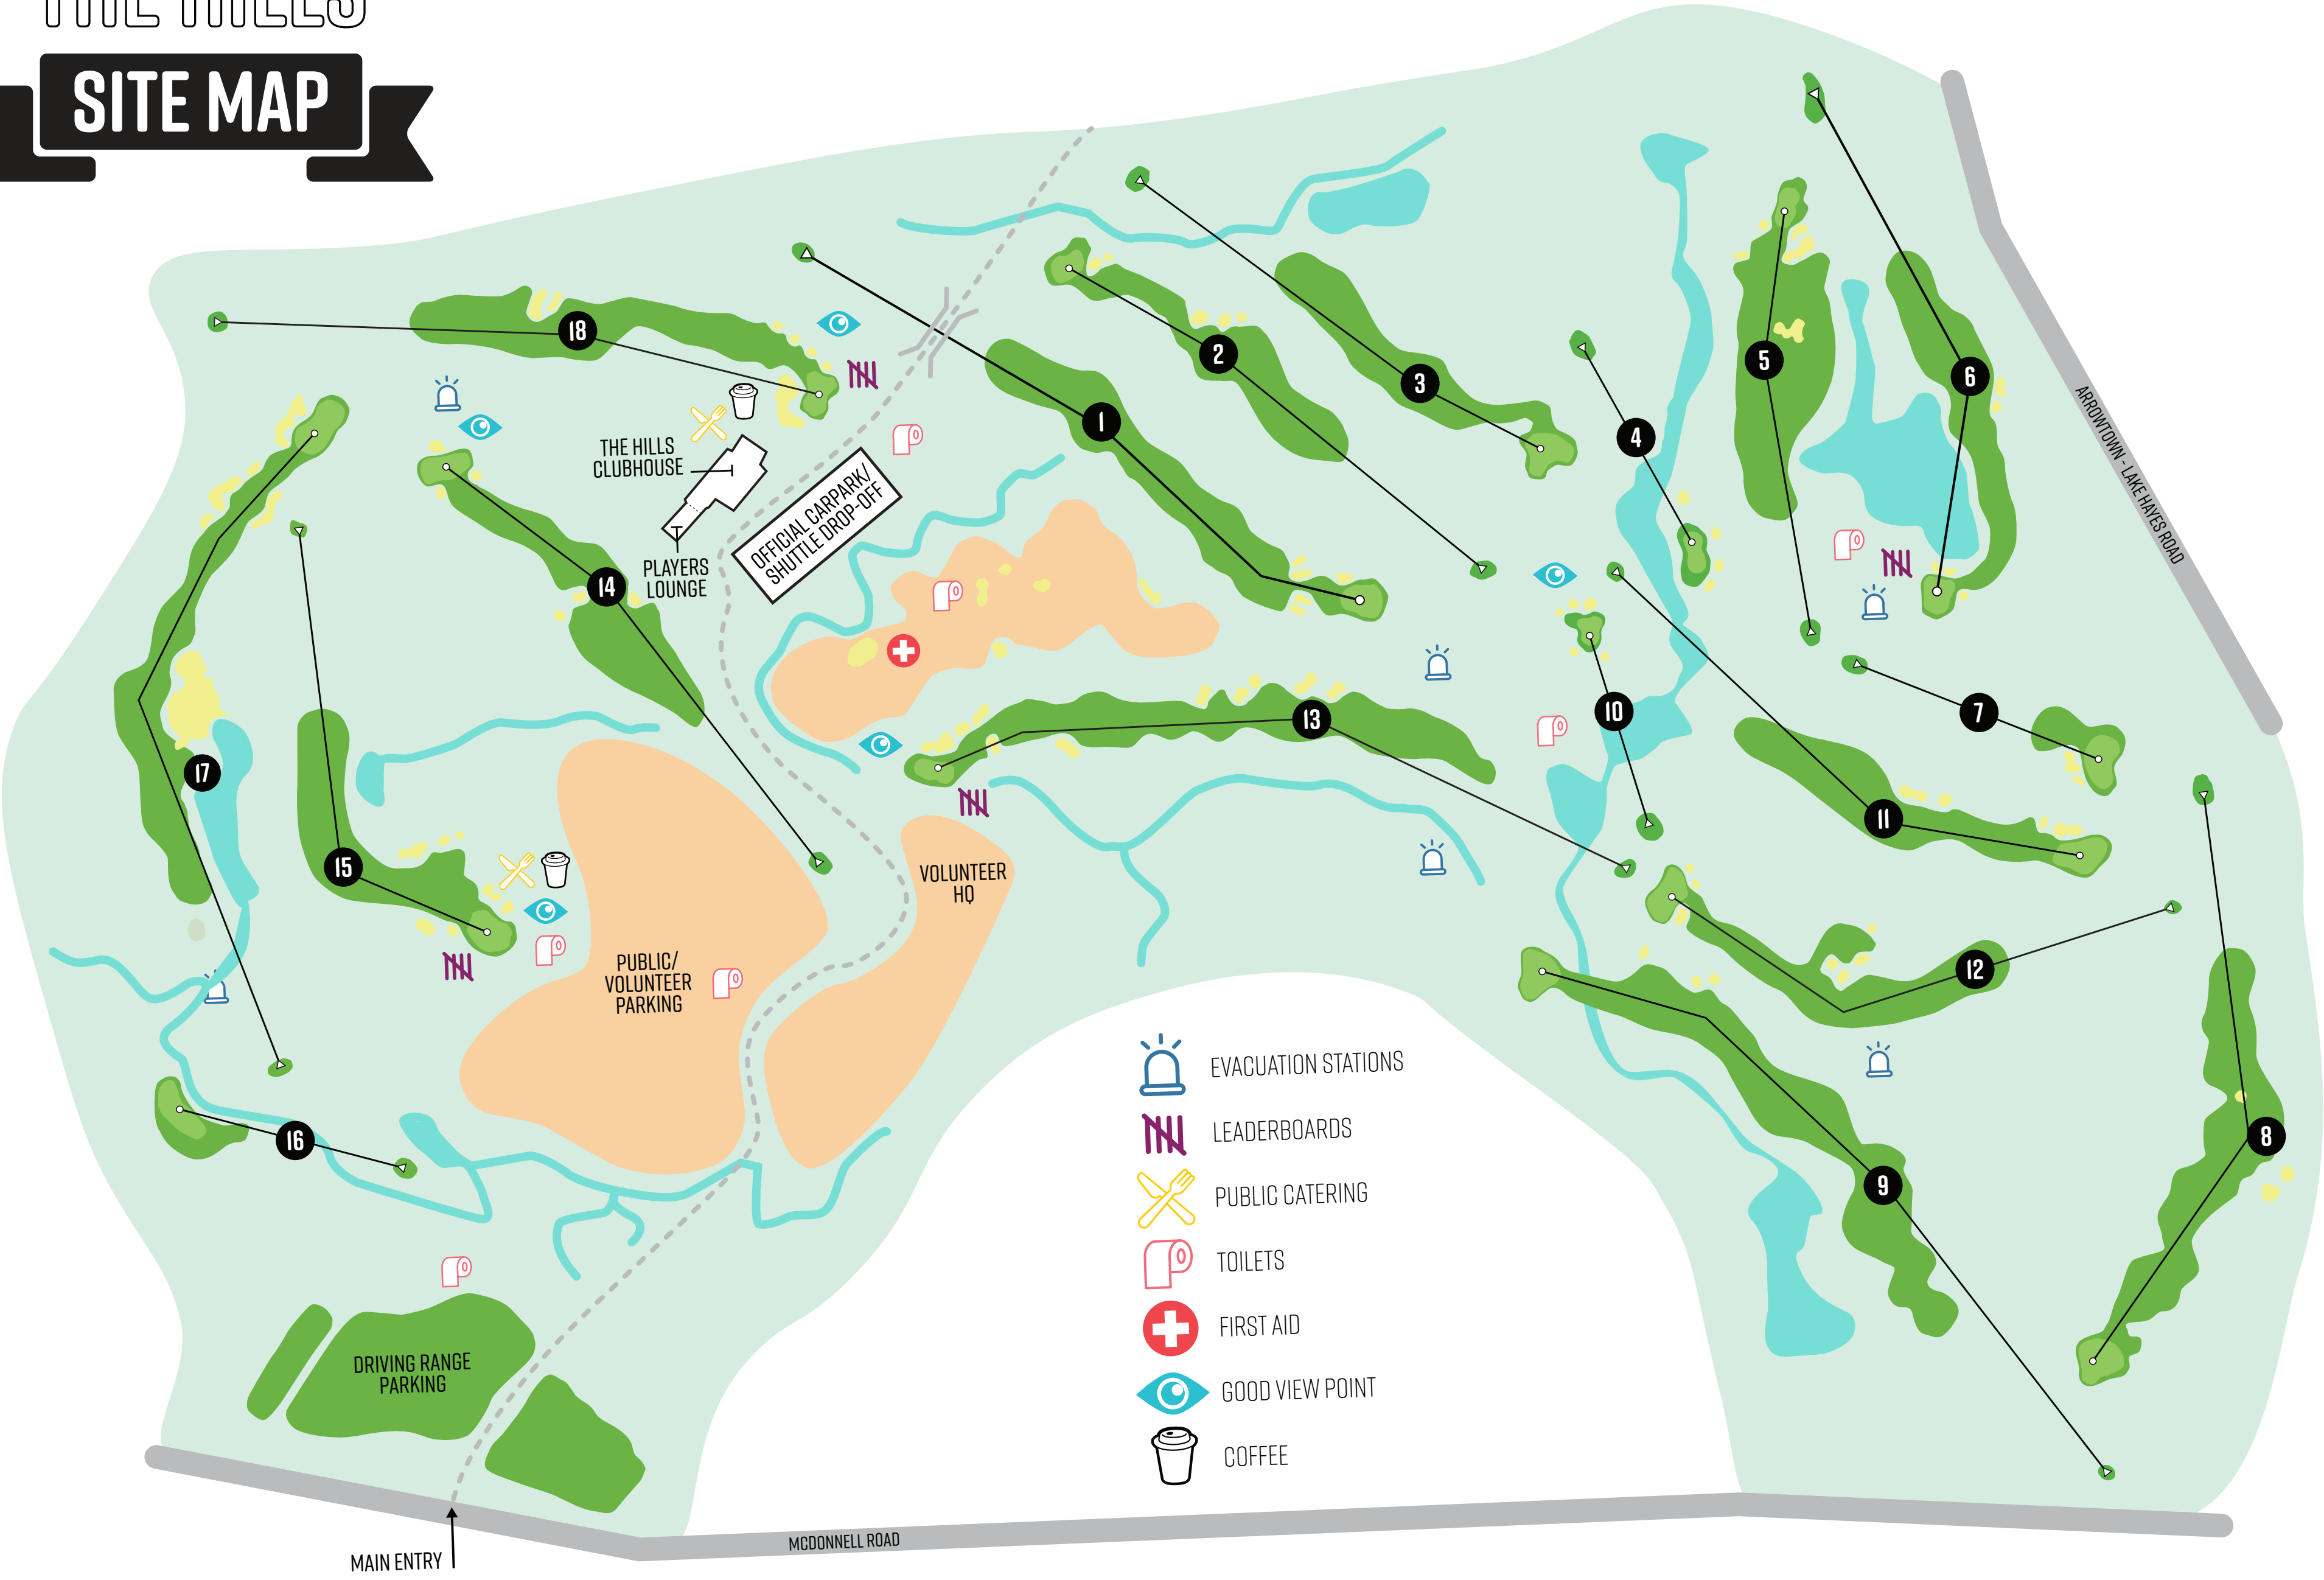 THE HILLS
SITE MAP
18
1
2
3
4
5
6
ARROWTOWN - LAKE HAYES ROAD
THE HILLS
CLUBHOUSE
OFFICIAL CARPARK/
SHUTTLE DROP-OFF
PLAYERS
LOUNGE
14
13
10
7
17
15
11
VOLUNTEER
HQ
PUBLIC/
VOLUNTEER
PARKING
12
16
8
9
EVACUATION STATIONS
LEADERBOARDS
PUBLIC CATERING
TOILETS
FIRST AID
GOOD VIEW POINT
COFFEE
DRIVING RANGE
PARKING
MCDONNELL ROAD
MAIN ENTRY